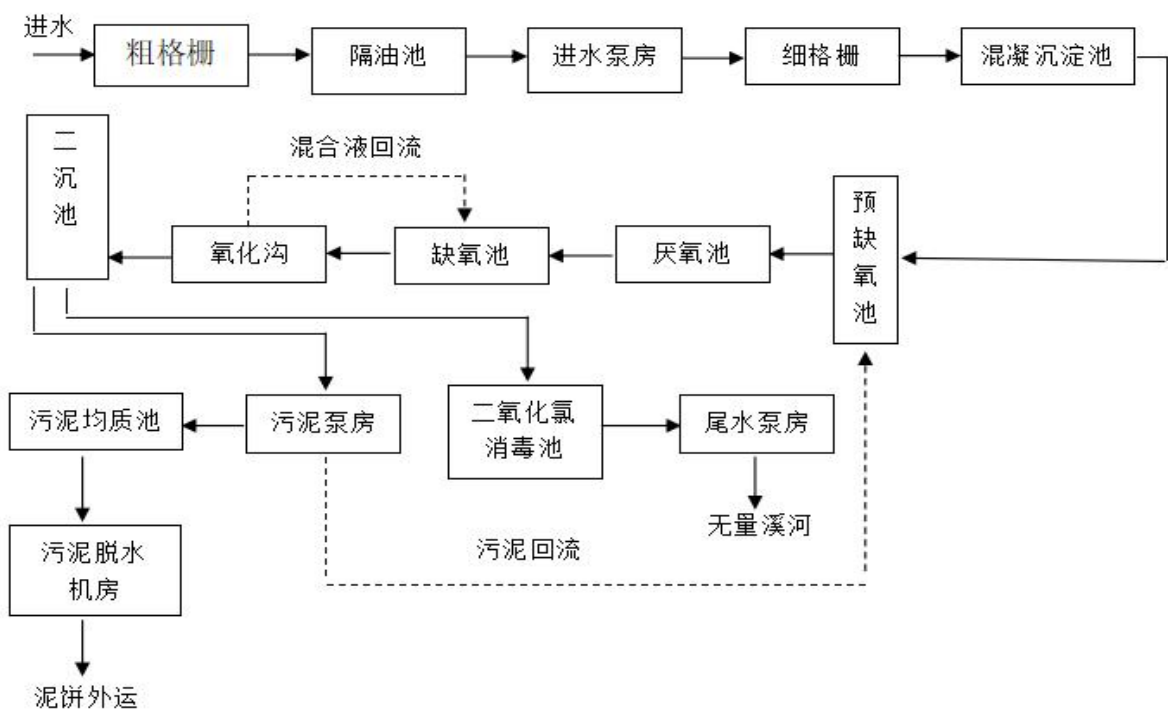 进水
粗格栅
隔油池
进水泵房
细格栅
混凝沉淀池
二
沉
池
混合液回流
氧化沟
缺氧池
厌氧池
预
缺
氧
池
污泥均质池
污泥泵房
二氧化氯
消毒池
尾水泵房
无量溪河
污泥脱水
机房
污泥回流
泥饼外运